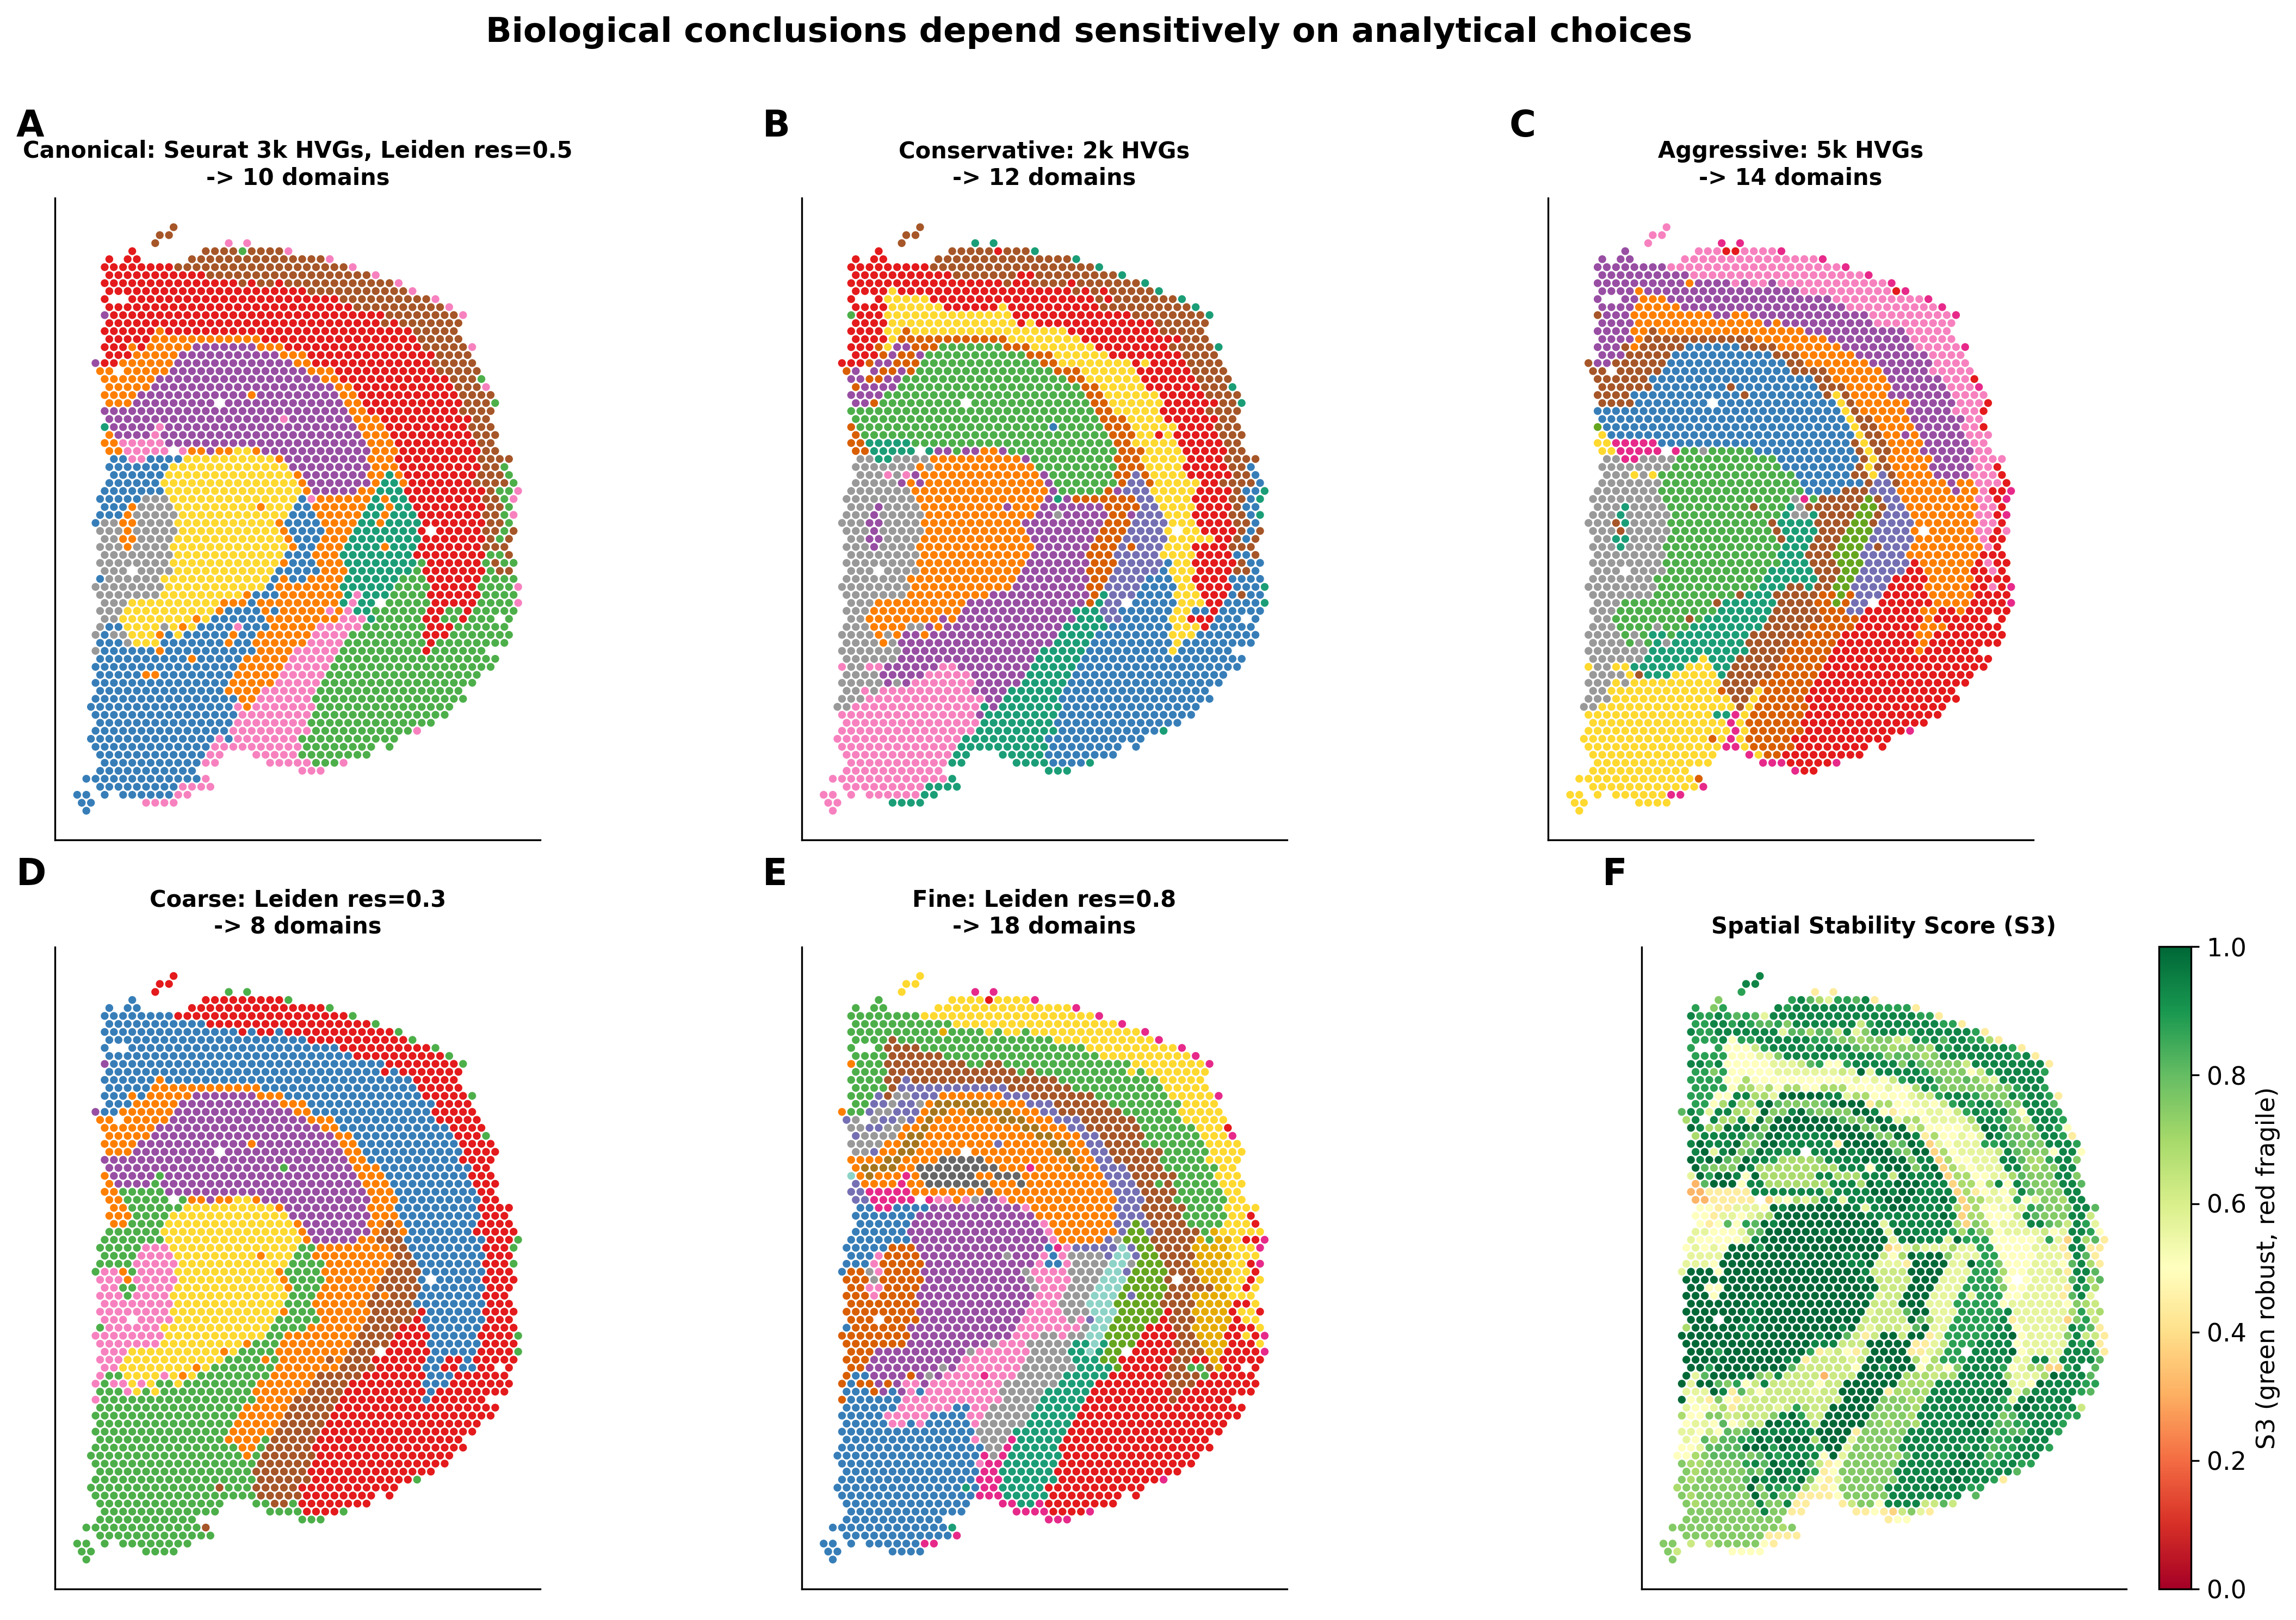 Biological conclusions depend sensitively on analytical choices
A
Canonical: Seurat 3k HVGs, Leiden res=0.5
-> 10 domains
B
Conservative: 2k HVGs
-> 12 domains
C
Aggressive: 5k HVGs
-> 14 domains
D
Coarse: Leiden res=0.3
-> 8 domains
E
Fine: Leiden res=0.8
-> 18 domains
F
Spatial Stability Score (S3)
1.0
0.8
0.6
0.4
0.2
0.0
S3 (green robust, red fragile)